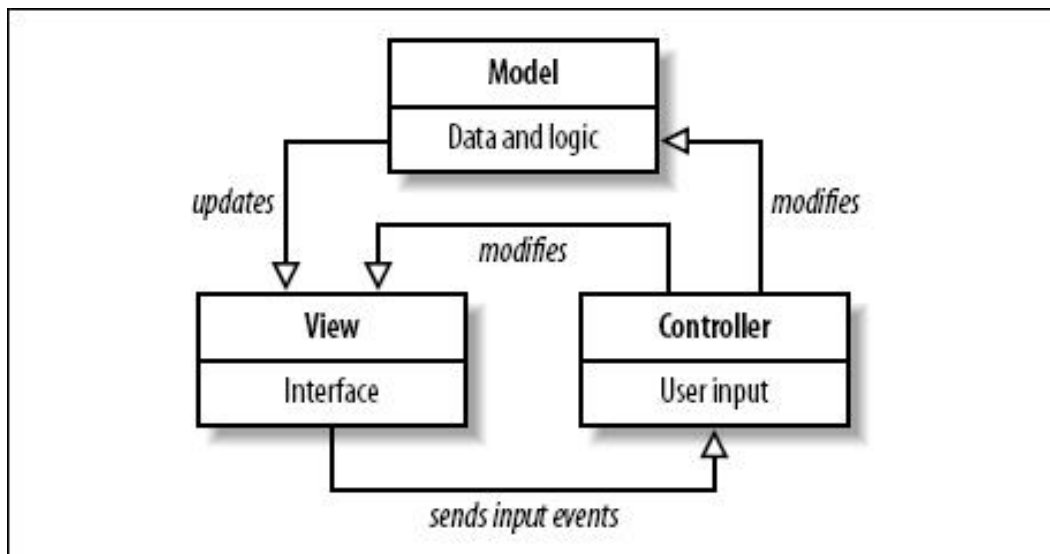 Model
Data and logic
updates
modifies
modifies
View
Interface
Controller
User input
sends input events